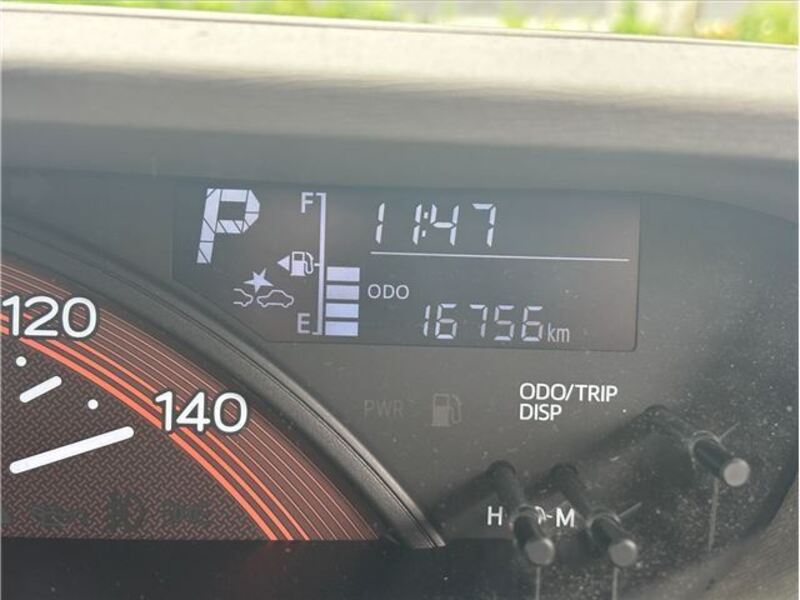 P
F
11:47
ODO
E
16756km
120
140
PWR
ODO/TRIP
DISP
H
M